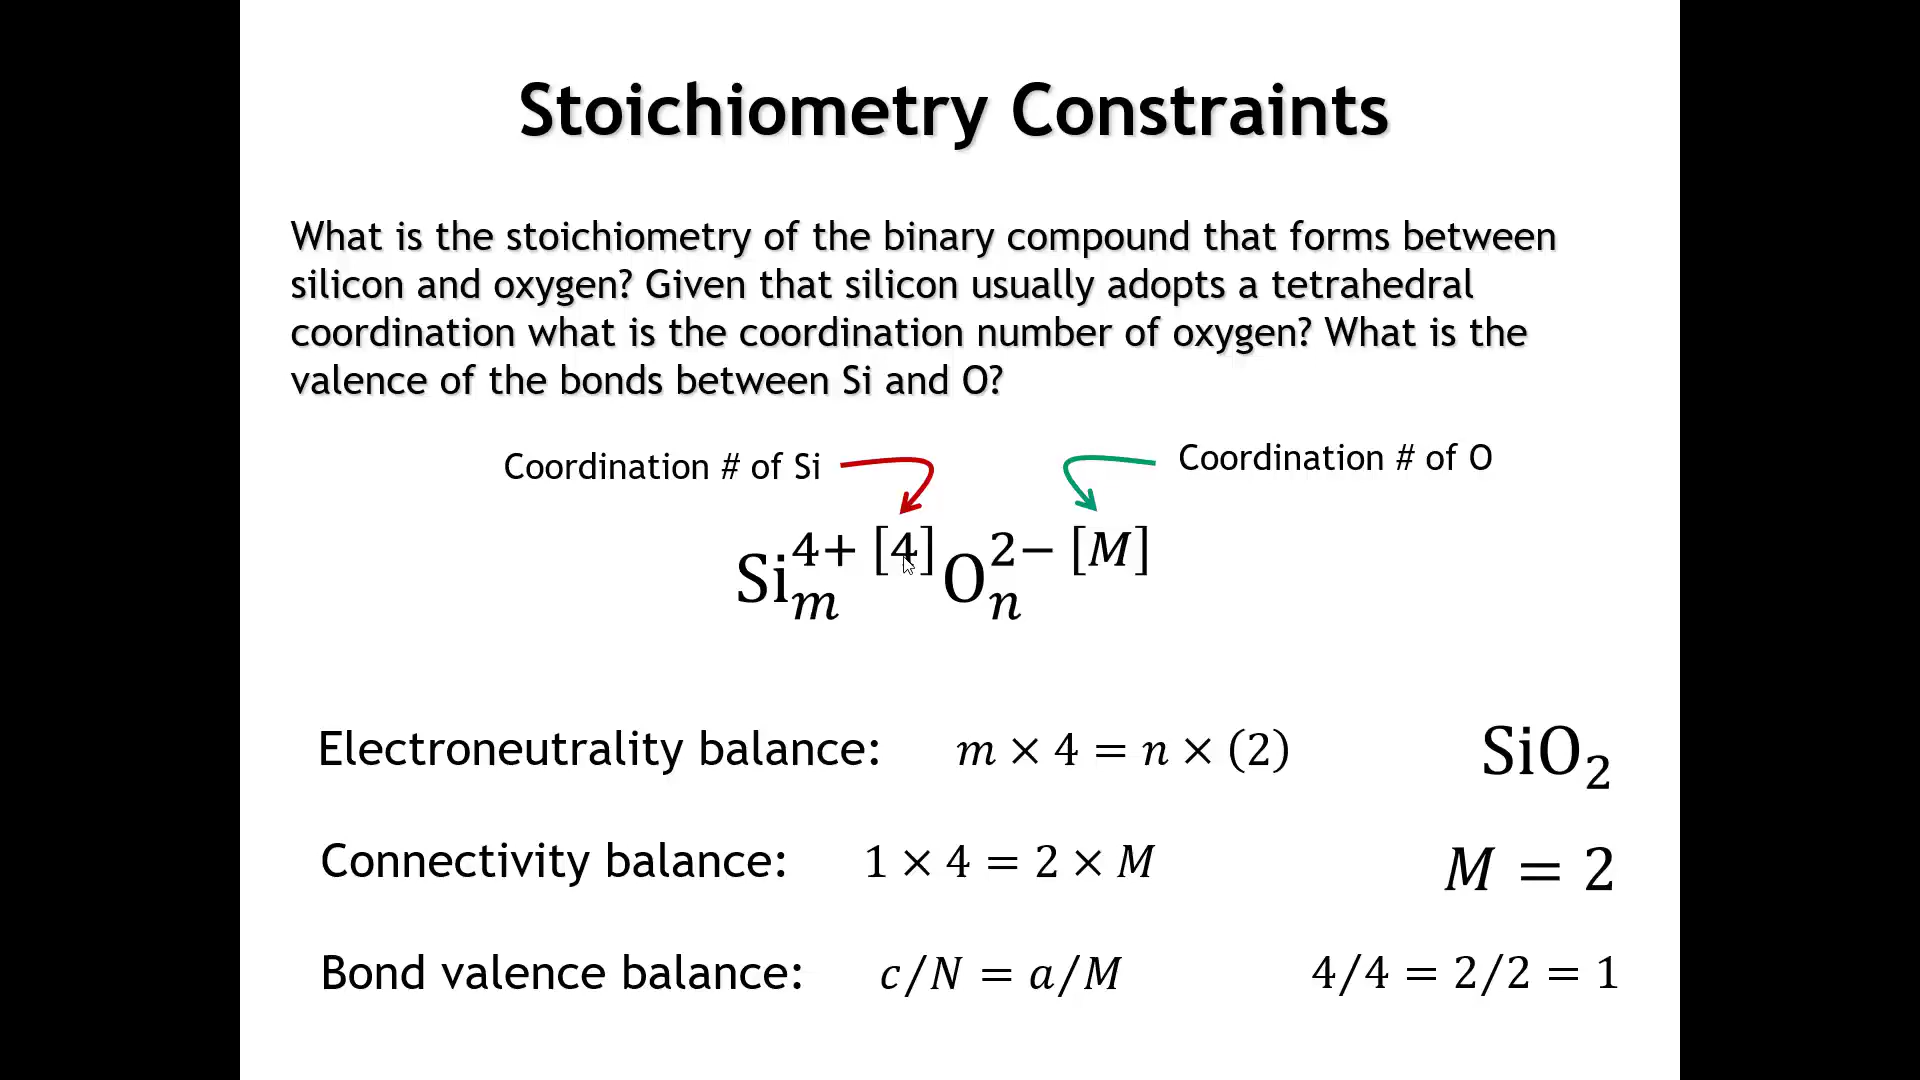 Stoichiometry Constraints
What is the stoichiometry of the binary compound that forms between
silicon and oxygen? Given that silicon usually adopts a tetrahedral
coordination what is the coordination number of oxygen? What is the
valence of the bonds between Si and O?
Coordination # of Si
Coordination # of O
Si_m^{4+ [4]} O_n^{2− [M]}
Electroneutrality balance: m × 4 = n × (2) SiO₂
Connectivity balance: 1 × 4 = 2 × M M = 2
Bond valence balance: c/N = a/M 4/4 = 2/2 = 1